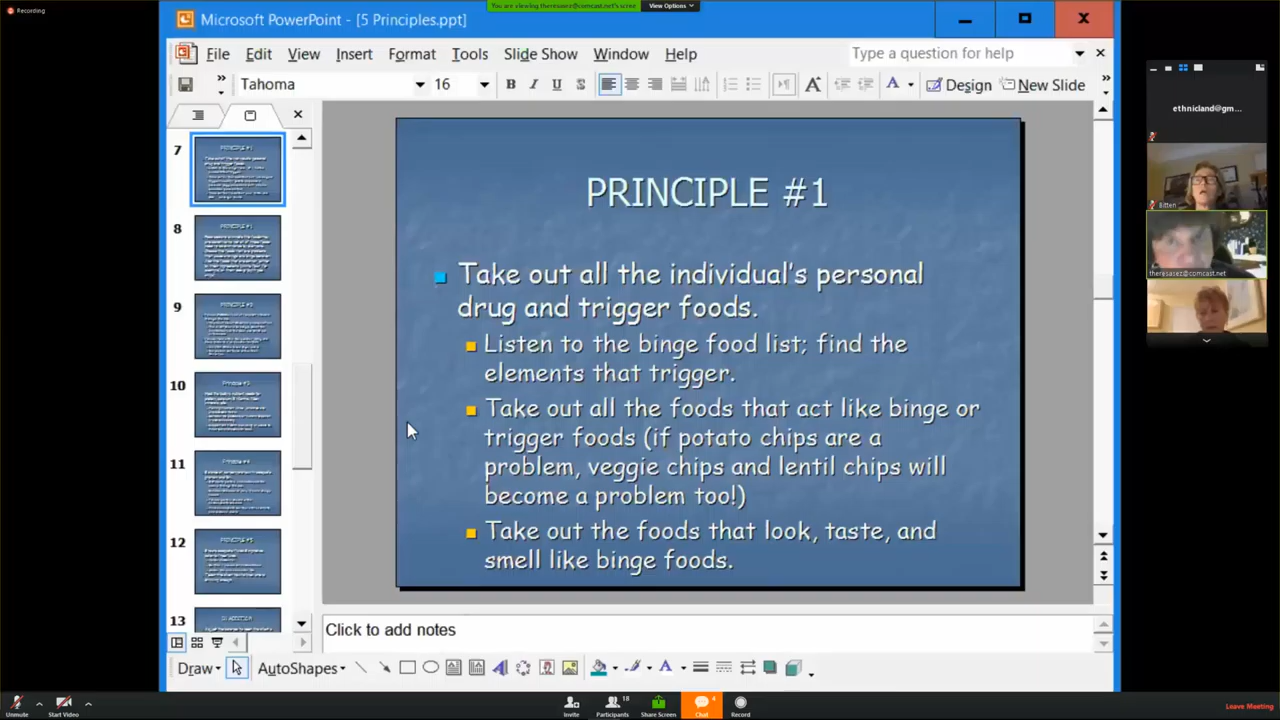 Recording
You are viewing theresasez@comcast.net's screen
View Options
Microsoft PowerPoint - [5 Principles.ppt]
File Edit View Insert Format Tools Slide Show Window Help
Type a question for help
Tahoma
16
B I U S
Design
New Slide
7
8
9
10
11
12
13
PRINCIPLE #1
Take out all the individual's personal
drug and trigger foods.
Listen to the binge food list; find the
elements that trigger.
Take out all the foods that act like binge or
trigger foods (if potato chips are a
problem, veggie chips and lentil chips will
become a problem too!)
Take out the foods that look, taste, and
smell like binge foods.
Click to add notes
Draw
AutoShapes
ethnicland@gm...
Bitten
theresasez@comcast.net
Unmute
Start Video
Invite
Participants
18
Share Screen
Chat
4
Record
Leave Meeting